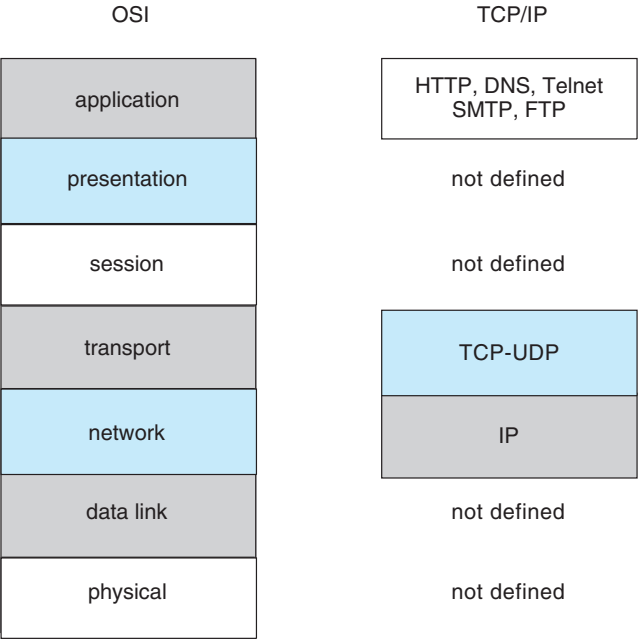 OSI
TCP/IP
application
HTTP, DNS, Telnet
SMTP, FTP
presentation
not defined
session
not defined
transport
TCP-UDP
network
IP
data link
not defined
physical
not defined